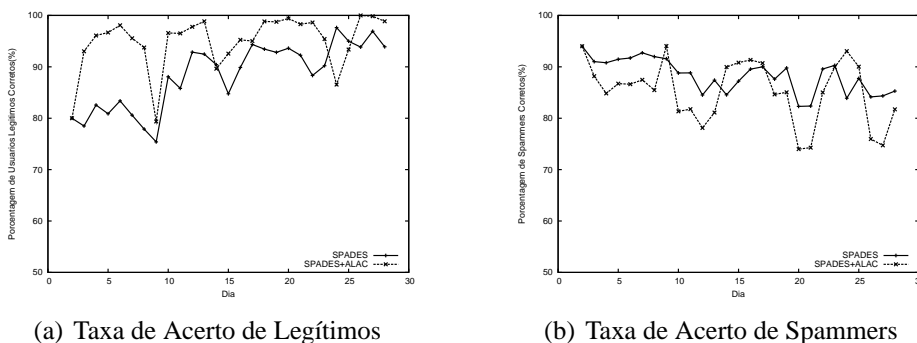 Porcentagem de Usuarios Legitimos Corretos(%)
100
90
80
70
60
50
0
5
10
15
20
25
30
Dia
SPADES
SPADES+ALAC
(a) Taxa de Acerto de Legítimos
Porcentagem de Spammers Corretos(%)
100
90
80
70
60
50
0
5
10
15
20
25
30
Dia
SPADES
SPADES+ALAC
(b) Taxa de Acerto de Spammers